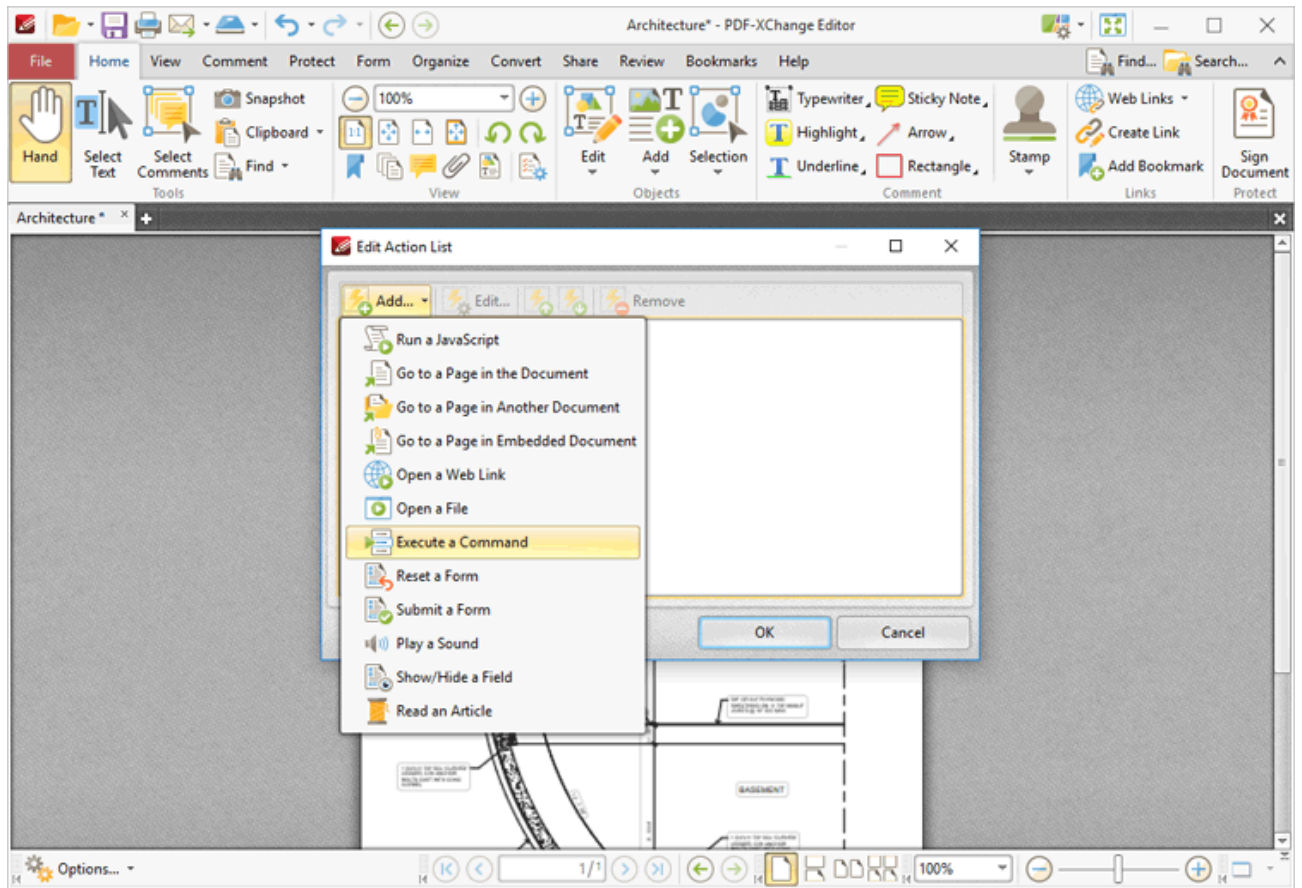 Architecture* - PDF-XChange Editor
File Home View Comment Protect Form Organize Convert Share Review Bookmarks Help Find... Search...
Snapshot 100% Typewriter Sticky Note Web Links
Clipboard Highlight Arrow Create Link
Hand Select Text Select Comments Find Edit Add Selection Underline Rectangle Stamp Add Bookmark Sign Document
Tools View Objects Comment Links Protect
Architecture *
Edit Action List
Add... Edit... Remove
Run a JavaScript
Go to a Page in the Document
Go to a Page in Another Document
Go to a Page in Embedded Document
Open a Web Link
Open a File
Execute a Command
Reset a Form
Submit a Form
OK Cancel
Play a Sound
Show/Hide a Field
Read an Article
BASEMENT
Options... 1/1 100%